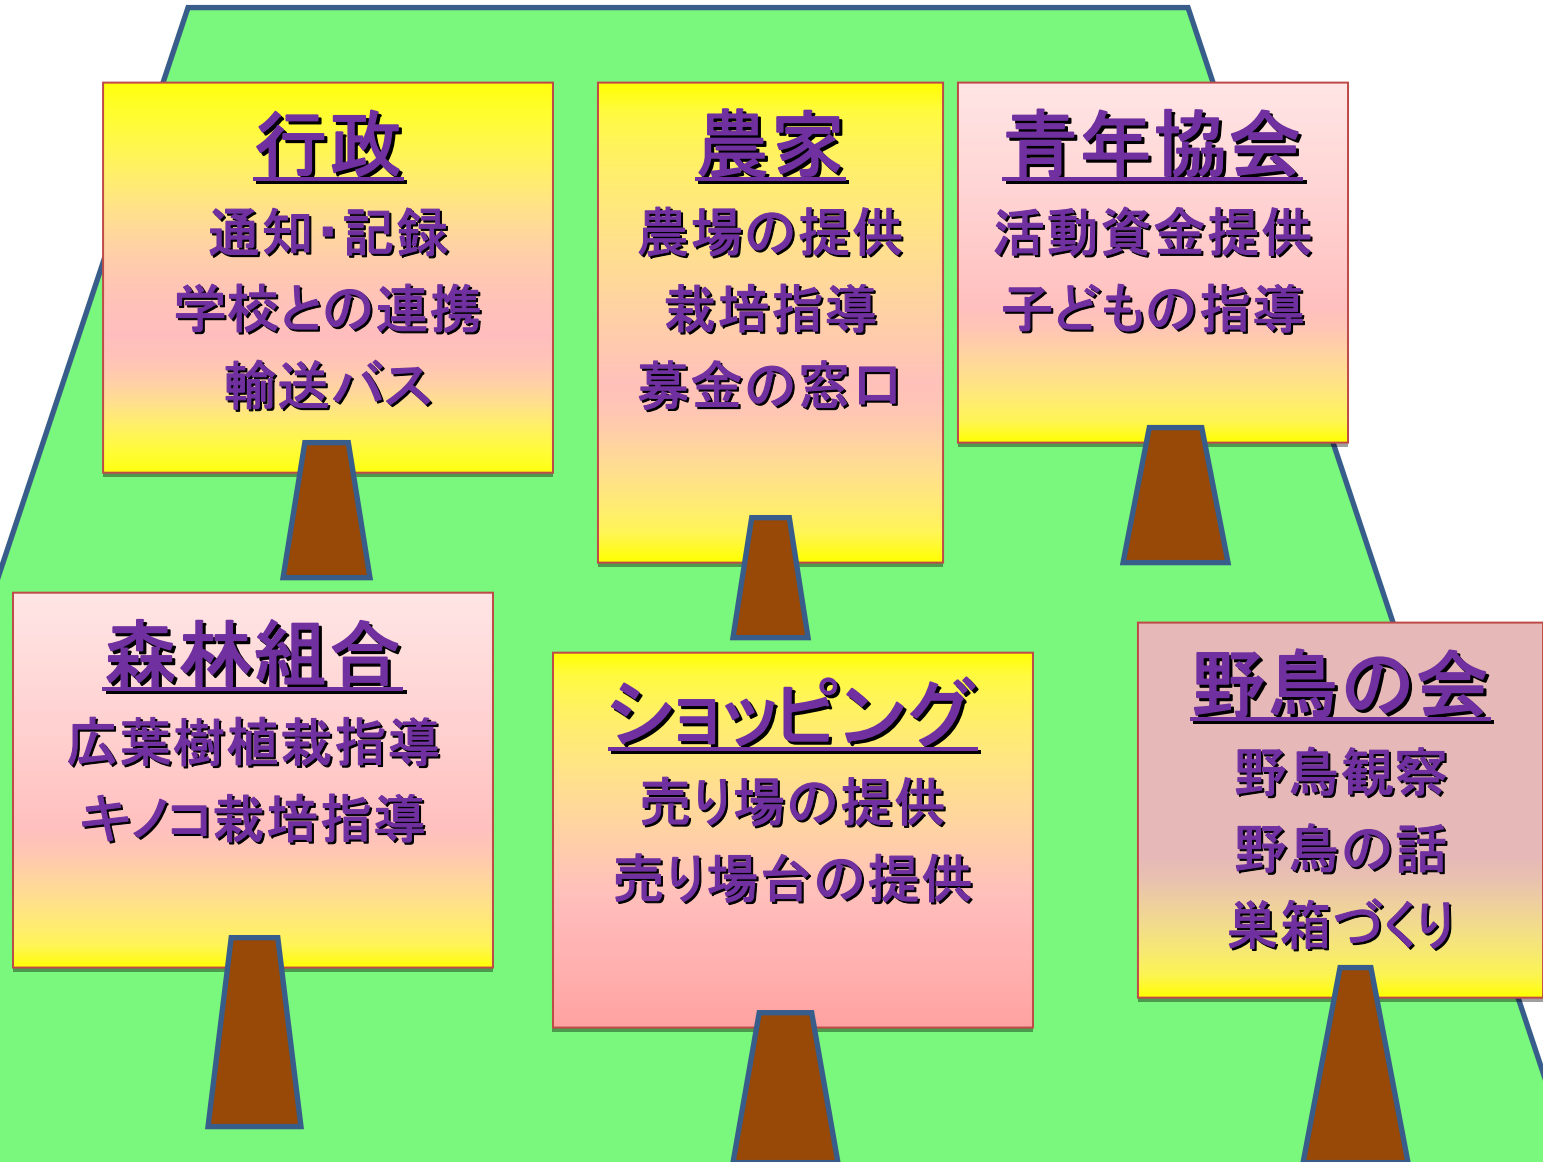 行政
通知・記録
学校との連携
輸送バス
農家
農場の提供
栽培指導
募金の窓口
青年協会
活動資金提供
子どもの指導
森林組合
広葉樹植栽指導
キノコ栽培指導
ショッピング
売り場の提供
売り場台の提供
野鳥の会
野鳥観察
野鳥の話
巣箱づくり